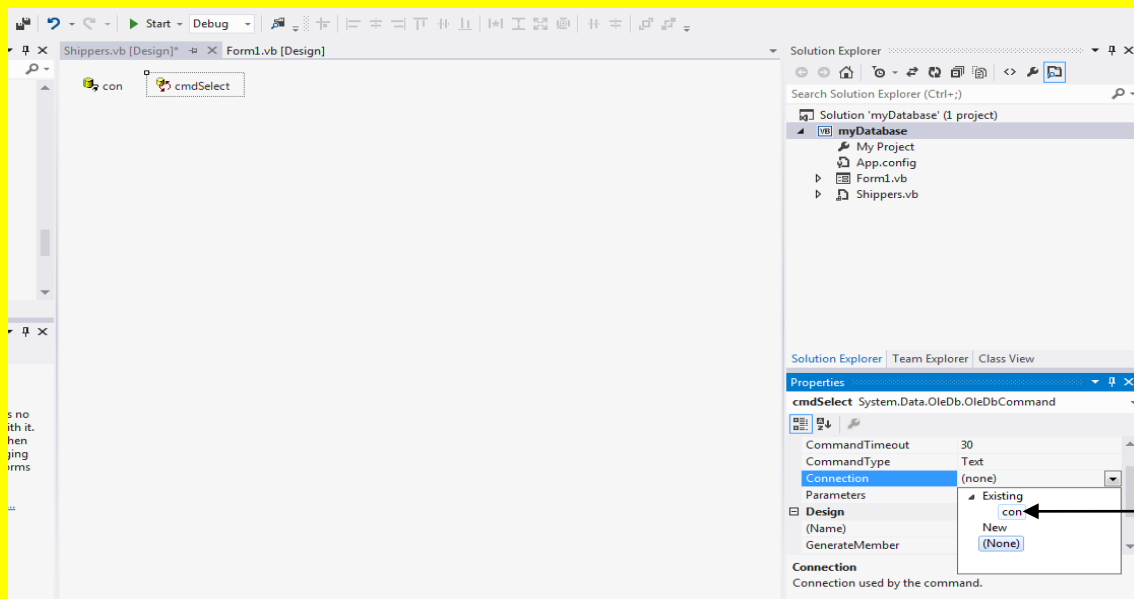 Start
Debug
Shippers.vb [Design]*
Form1.vb [Design]
con
cmdSelect
s no
ith it.
hen
ging
orms
...
Solution Explorer
Search Solution Explorer (Ctrl+;)
Solution 'myDatabase' (1 project)
VB myDatabase
My Project
App.config
Form1.vb
Shippers.vb
Solution Explorer Team Explorer Class View
Properties
cmdSelect System.Data.OleDb.OleDbCommand
CommandTimeout 30
CommandType Text
Connection (none)
Parameters
Existing
con
New
(None)
Design
(Name)
GenerateMember
Connection
Connection used by the command.